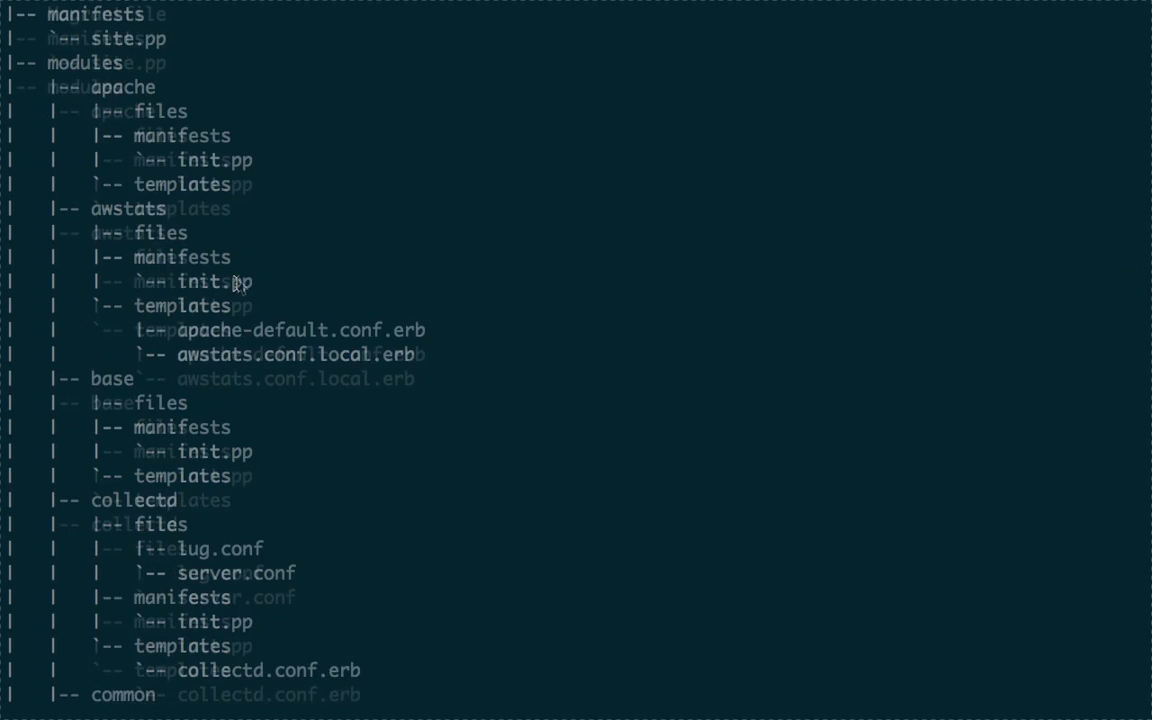 |-- manifests
|   `-- site.pp
|-- modules
|   |-- apache
|   |   |-- files
|   |   |-- manifests
|   |   |   `-- init.pp
|   |   `-- templates
|   |-- awstats
|   |   |-- files
|   |   |-- manifests
|   |   |   `-- init.pp
|   |   `-- templates
|   |       |-- apache-default.conf.erb
|   |       `-- awstats.conf.local.erb
|   |-- base
|   |   |-- files
|   |   |-- manifests
|   |   |   `-- init.pp
|   |   `-- templates
|   |-- collectd
|   |   |-- files
|   |   |   |-- lug.conf
|   |   |   `-- server.conf
|   |   |-- manifests
|   |   |   `-- init.pp
|   |   `-- templates
|   |       `-- collectd.conf.erb
|   |-- common